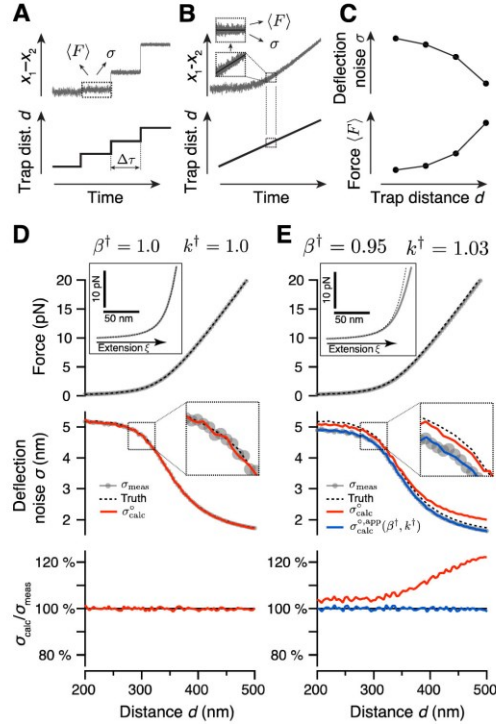 A
⟨F⟩
σ
x₁–x₂
Trap dist. d
Δτ
Time
B
⟨F⟩
σ
x₁-x₂
Trap dist. d
Time
C
Deflection
noise σ
Force ⟨F⟩
Trap distance d
D
β† = 1.0 k† = 1.0
20
15
10
5
0
Force (pN)
10 pN
50 nm
Extension ξ
5
4
3
2
Deflection
noise σ (nm)
σmeas
Truth
σ°calc
120 %
100 %
80 %
σcalc/σmeas
200 300 400 500
Distance d (nm)
E
β† = 0.95 k† = 1.03
20
15
10
5
0
10 pN
50 nm
Extension ξ
5
4
3
2
σmeas
Truth
σ°calc
σ°,appcalc(β†, k†)
120 %
100 %
80 %
200 300 400 500
Distance d (nm)